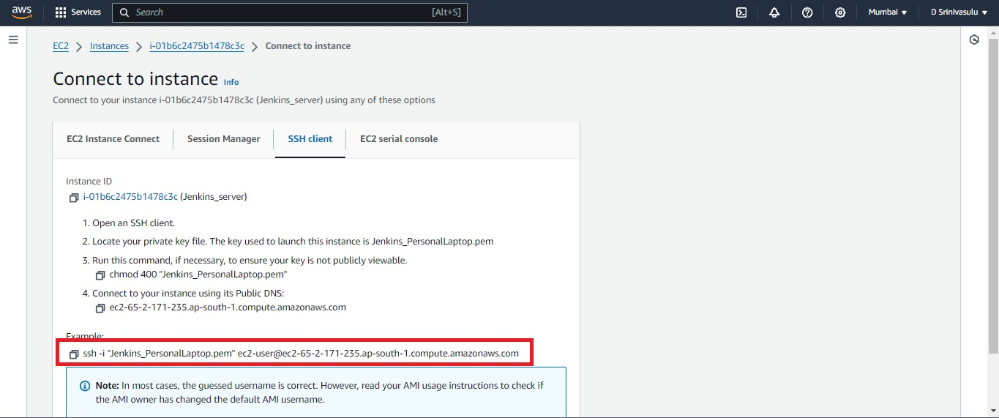 aws
Services
Search
[Alt+S]
Mumbai
D Srinivasulu
EC2
Instances
i-01b6c2475b1478c3c
Connect to instance
Connect to instance Info
Connect to your instance i-01b6c2475b1478c3c (Jenkins_server) using any of these options
EC2 Instance Connect
Session Manager
SSH client
EC2 serial console
Instance ID
i-01b6c2475b1478c3c (Jenkins_server)
1. Open an SSH client.
2. Locate your private key file. The key used to launch this instance is Jenkins_PersonalLaptop.pem
3. Run this command, if necessary, to ensure your key is not publicly viewable.
chmod 400 "Jenkins_PersonalLaptop.pem"
4. Connect to your instance using its Public DNS:
ec2-65-2-171-235.ap-south-1.compute.amazonaws.com
Example:
ssh -i "Jenkins_PersonalLaptop.pem" ec2-user@ec2-65-2-171-235.ap-south-1.compute.amazonaws.com
Note: In most cases, the guessed username is correct. However, read your AMI usage instructions to check if
the AMI owner has changed the default AMI username.